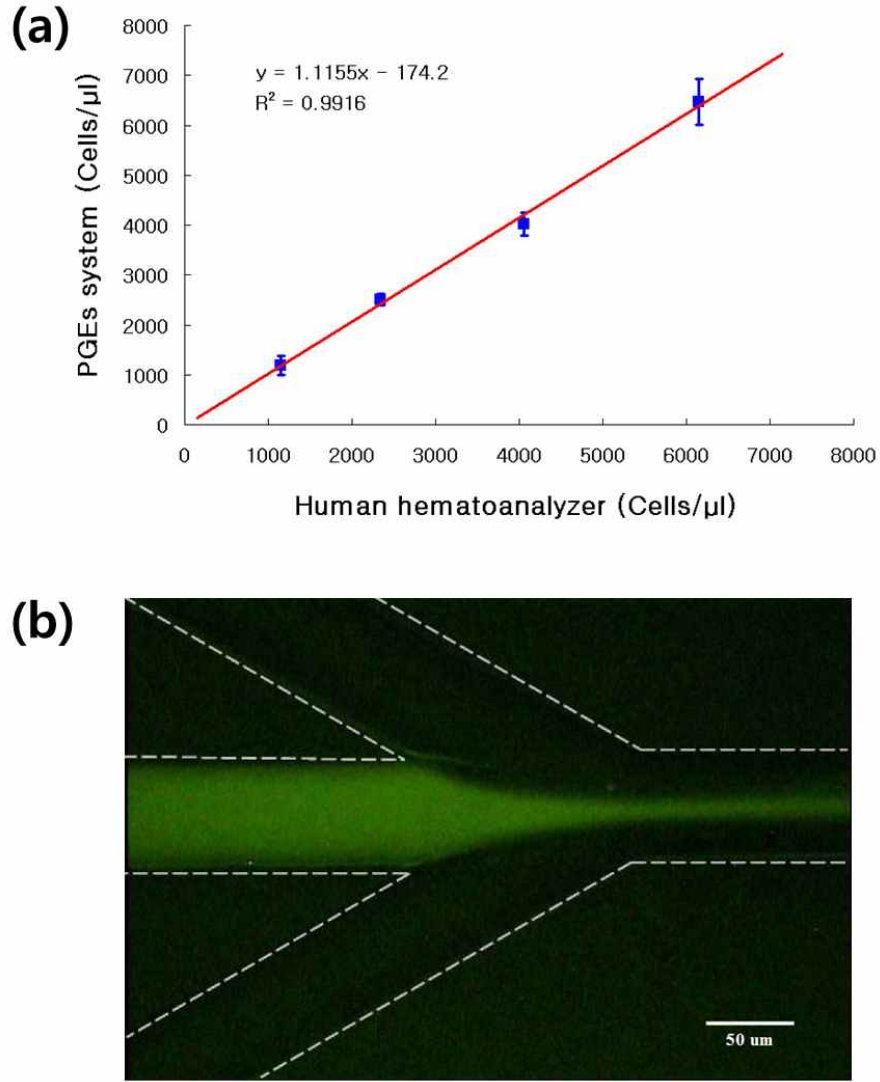 (a)
8000
7000
6000
5000
4000
3000
2000
1000
0
PGEs system (Cells/µl)
y = 1.1155x − 174.2
R² = 0.9916
0 1000 2000 3000 4000 5000 6000 7000 8000
Human hematoanalyzer (Cells/µl)
(b)
50 um